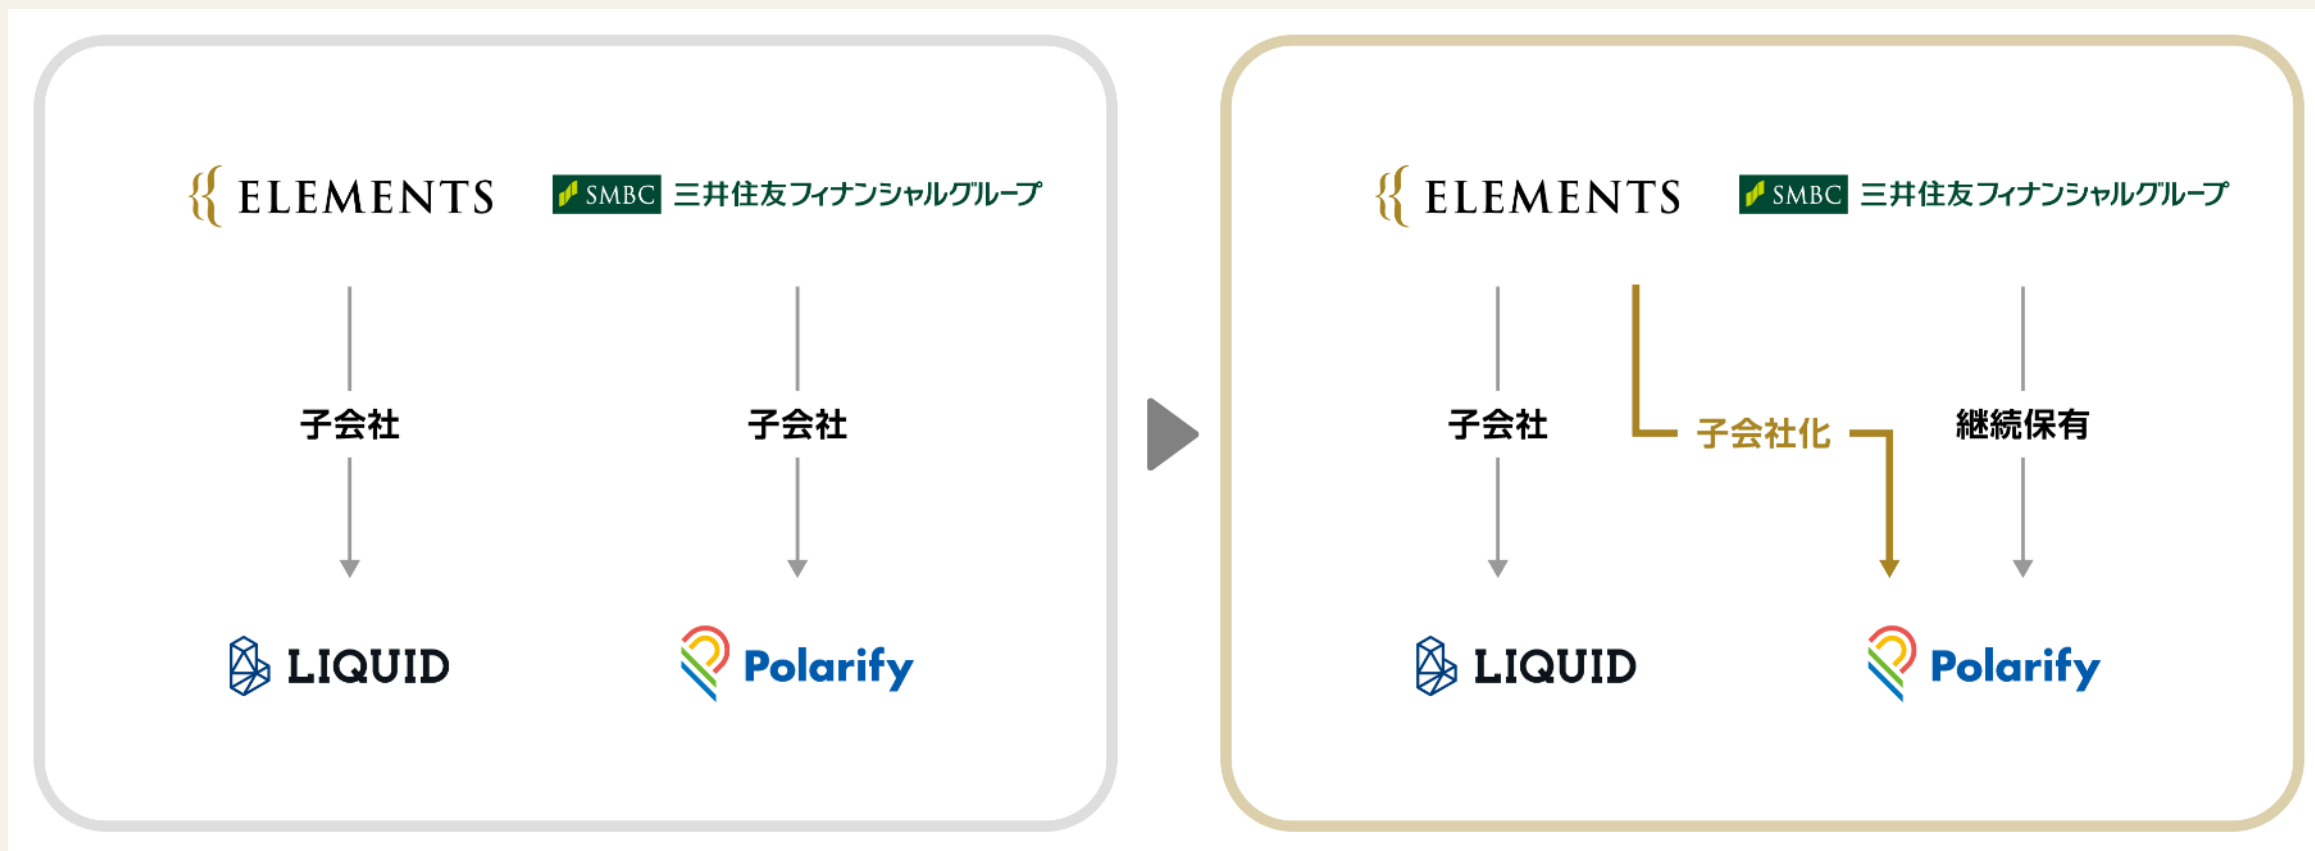 ELEMENTS
SMBC 三井住友フィナンシャルグループ
子会社
子会社
LIQUID
Polarify
ELEMENTS
SMBC 三井住友フィナンシャルグループ
子会社
子会社化
継続保有
LIQUID
Polarify